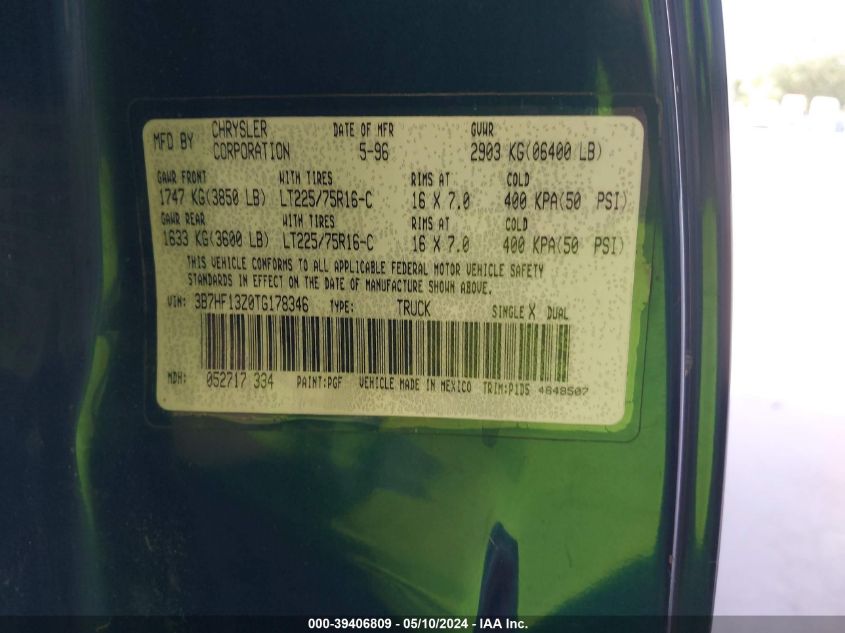 MFD BY CHRYSLER CORPORATION DATE OF MFR 5-96 GVWR 2903 KG(06400 LB)
GAWR FRONT WITH TIRES RIMS AT COLD
1747 KG(3850 LB) LT225/75R16-C 16 X 7.0 400 KPA(50 PSI)
GAWR REAR WITH TIRES RIMS AT COLD
1633 KG(3600 LB) LT225/75R16-C 16 X 7.0 400 KPA(50 PSI)
THIS VEHICLE CONFORMS TO ALL APPLICABLE FEDERAL MOTOR VEHICLE SAFETY
STANDARDS IN EFFECT ON THE DATE OF MANUFACTURE SHOWN ABOVE.
VIN: 3B7HF13Z0TG178346 TYPE: TRUCK SINGLE X DUAL
MDH: 052717 334 PAINT:PGF VEHICLE MADE IN MEXICO TRIM:P1D5 4648507
000-39406809 - 05/10/2024 - IAA Inc.